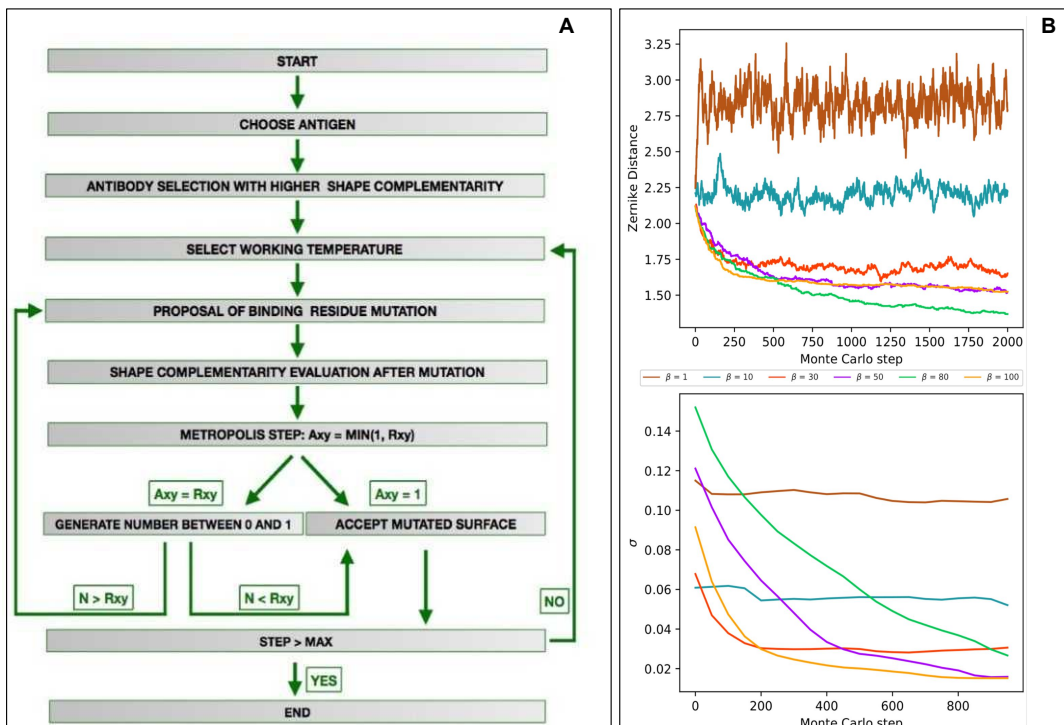 A
START
CHOOSE ANTIGEN
ANTIBODY SELECTION WITH HIGHER SHAPE COMPLEMENTARITY
SELECT WORKING TEMPERATURE
PROPOSAL OF BINDING RESIDUE MUTATION
SHAPE COMPLEMENTARITY EVALUATION AFTER MUTATION
METROPOLIS STEP: Axy = MIN(1, Rxy)
Axy = Rxy
Axy = 1
GENERATE NUMBER BETWEEN 0 AND 1
ACCEPT MUTATED SURFACE
N > Rxy
N < Rxy
NO
STEP > MAX
YES
END
B
3.25
3.00
2.75
2.50
2.25
2.00
1.75
1.50
Zernike Distance
0 250 500 750 1000 1250 1500 1750 2000
Monte Carlo step
β = 1 β = 10 β = 30 β = 50 β = 80 β = 100
0.14
0.12
0.10
0.08
0.06
0.04
0.02
σ
0 200 400 600 800
Monte Carlo step